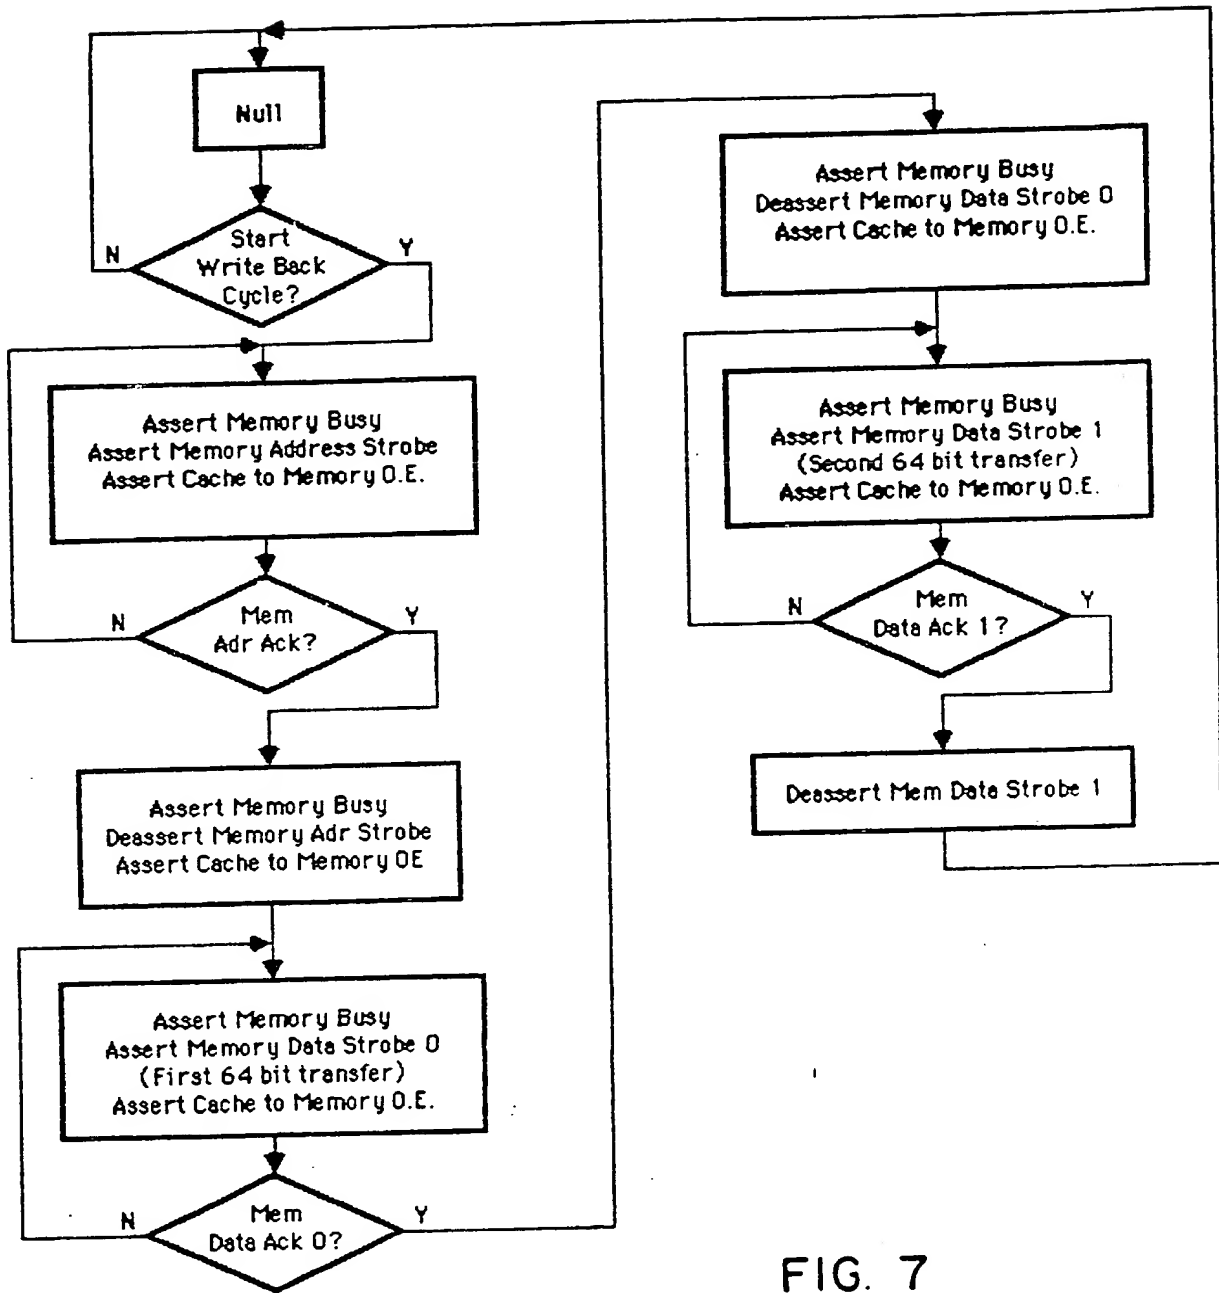 Null
Start
Write Back
Cycle?
N
Y
Assert Memory Busy
Assert Memory Address Strobe
Assert Cache to Memory O.E.
Mem
Adr Ack?
N
Y
Assert Memory Busy
Deassert Memory Adr Strobe
Assert Cache to Memory OE
Assert Memory Busy
Assert Memory Data Strobe 0
(First 64 bit transfer)
Assert Cache to Memory O.E.
Mem
Data Ack 0?
N
Y
Assert Memory Busy
Deassert Memory Data Strobe 0
Assert Cache to Memory O.E.
Assert Memory Busy
Assert Memory Data Strobe 1
(Second 64 bit transfer)
Assert Cache to Memory O.E.
Mem
Data Ack 1?
N
Y
Deassert Mem Data Strobe 1
FIG. 7